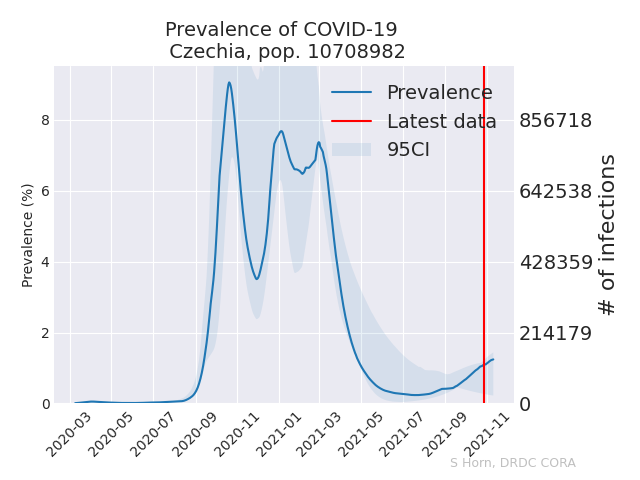 Prevalence of COVID-19
Czechia, pop. 10708982
Prevalence
Latest data
95CI
Prevalence (%)
8
6
4
2
0
856718
642538
428359
214179
0
# of infections
2020-03
2020-05
2020-07
2020-09
2020-11
2021-01
2021-03
2021-05
2021-07
2021-09
2021-11
S Horn, DRDC CORA